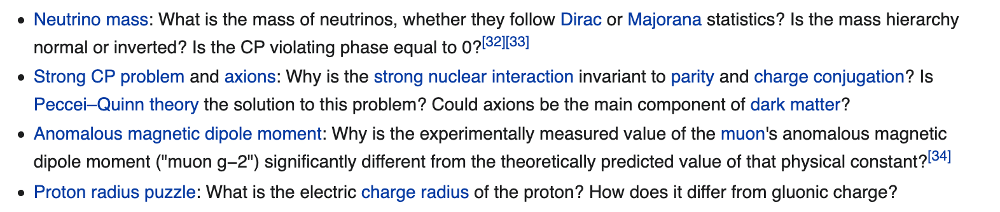 • Neutrino mass: What is the mass of neutrinos, whether they follow Dirac or Majorana statistics? Is the mass hierarchy
normal or inverted? Is the CP violating phase equal to 0?[32][33]
• Strong CP problem and axions: Why is the strong nuclear interaction invariant to parity and charge conjugation? Is
Peccei–Quinn theory the solution to this problem? Could axions be the main component of dark matter?
• Anomalous magnetic dipole moment: Why is the experimentally measured value of the muon's anomalous magnetic
dipole moment ("muon g−2") significantly different from the theoretically predicted value of that physical constant?[34]
• Proton radius puzzle: What is the electric charge radius of the proton? How does it differ from gluonic charge?